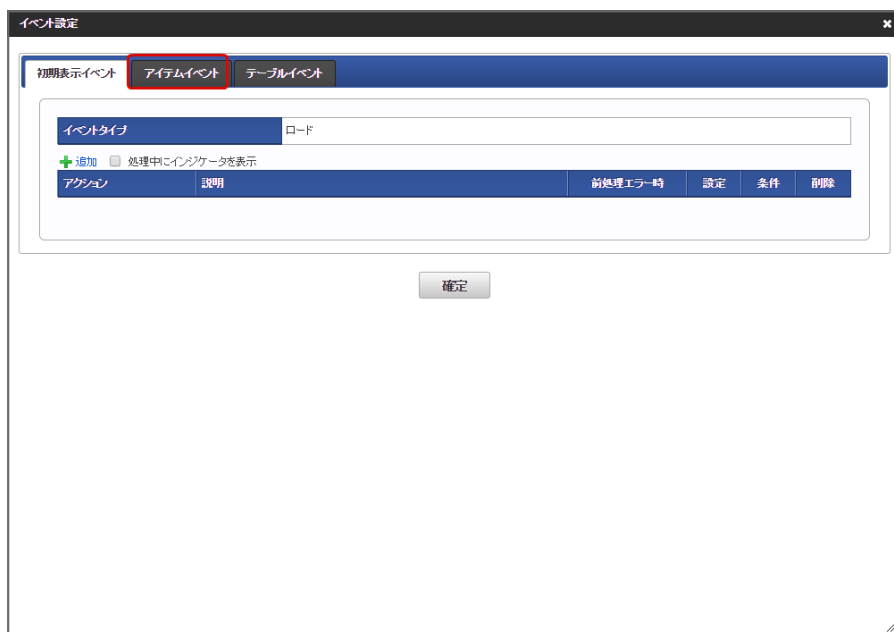 イベント設定
初期表示イベント アイテムイベント テーブルイベント
イベントタイプ ロード
追加 処理中にインジケータを表示
アクション 説明 前処理エラー時 設定 条件 削除
確定